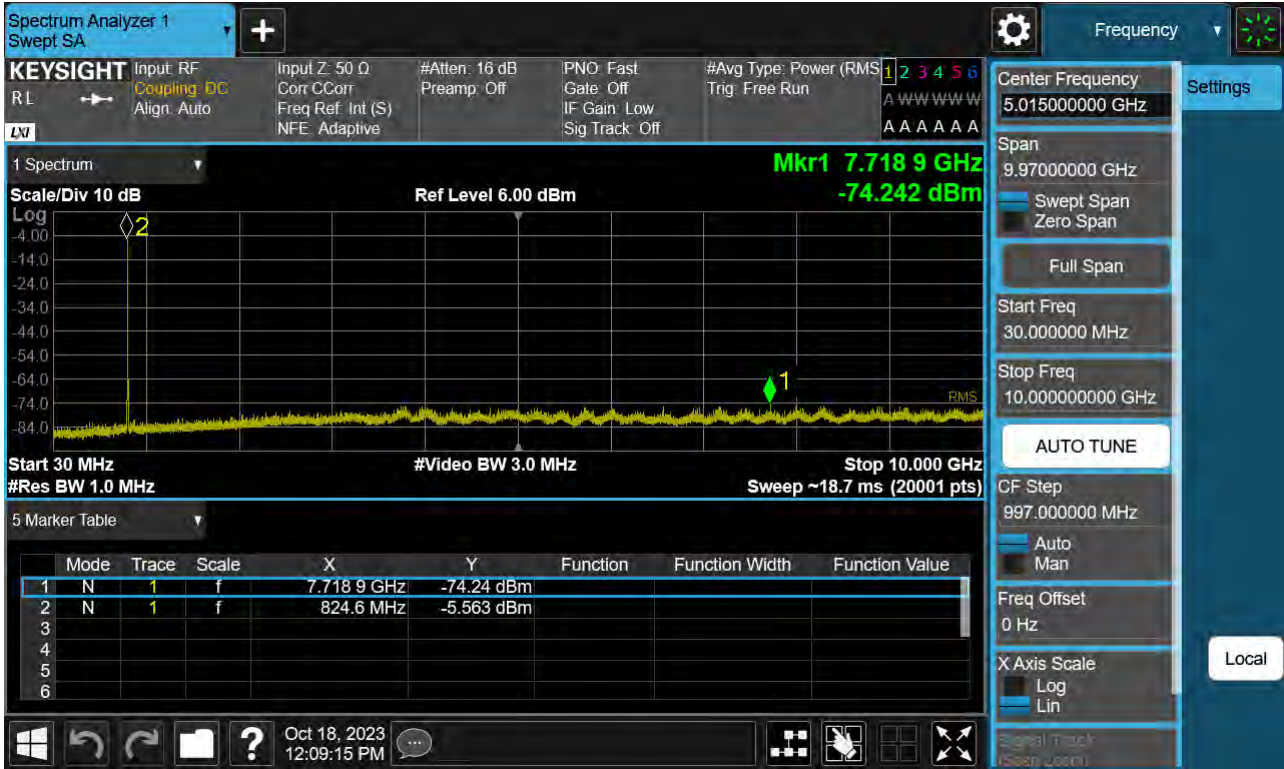 Spectrum Analyzer 1
Swept SA
Frequency
KEYSIGHT
RL
LXI
Input: RF
Coupling: DC
Align: Auto
Input Z: 50 Ω
Corr CCorr
Freq Ref: Int (S)
NFE: Adaptive
#Atten: 16 dB
Preamp: Off
PNO: Fast
Gate: Off
IF Gain: Low
Sig Track: Off
#Avg Type: Power (RMS
Trig: Free Run
1 2 3 4 5 6
A W W W W W
A A A A A A
1 Spectrum
Scale/Div 10 dB
Ref Level 6.00 dBm
Mkr1 7.718 9 GHz
-74.242 dBm
Log
-4.00
-14.0
-24.0
-34.0
-44.0
-54.0
-64.0
-74.0
-84.0
2
1
RMS
Start 30 MHz
#Video BW 3.0 MHz
Stop 10.000 GHz
#Res BW 1.0 MHz
Sweep ~18.7 ms (20001 pts)
5 Marker Table
Mode Trace Scale X Y Function Function Width Function Value
1 N 1 f 7.718 9 GHz -74.24 dBm
2 N 1 f 824.6 MHz -5.563 dBm
3
4
5
6
Oct 18, 2023
12:09:15 PM
?
Center Frequency
5.015000000 GHz
Span
9.97000000 GHz
Swept Span
Zero Span
Full Span
Start Freq
30.000000 MHz
Stop Freq
10.000000000 GHz
AUTO TUNE
CF Step
997.000000 MHz
Auto
Man
Freq Offset
0 Hz
X Axis Scale
Log
Lin
Signal Track
(Span Zoom)
Settings
Local